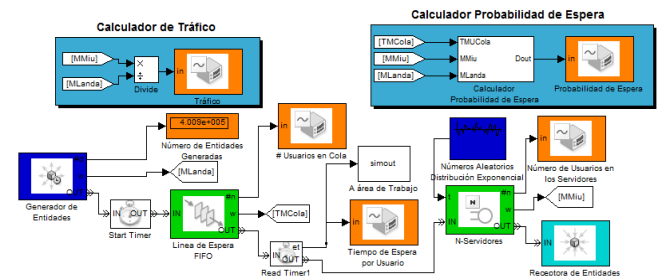 Calculador de Tráfico
Calculador Probabilidad de Espera
[MMiu]
[MLanda]
×
÷
Divide
in
Tráfico
[TMCola]
[MMiu]
[MLanda]
TMUCola
MMiu
MLanda
Dout
Calculador
Probabilidad de Espera
in
Probabilidad de Espera
4.009e+005
Número de Entidades
Generadas
[MLanda]
w
OUT
Generador de
Entidades
IN
OUT
Start Timer
IN
#n
w
OUT
Linea de Espera
FIFO
in
# Usuarios en Cola
[TMCola]
simout
A área de Trabajo
in
Tiempo de Espera
por Usuario
IN
et
OUT
Read Timer1
Números Aleatorios
Distribución Exponencial
t
IN
N
#n
w
OUT
N-Servidores
in
Número de Usuarios en
los Servidores
[MMiu]
IN
Receptora de Entidades